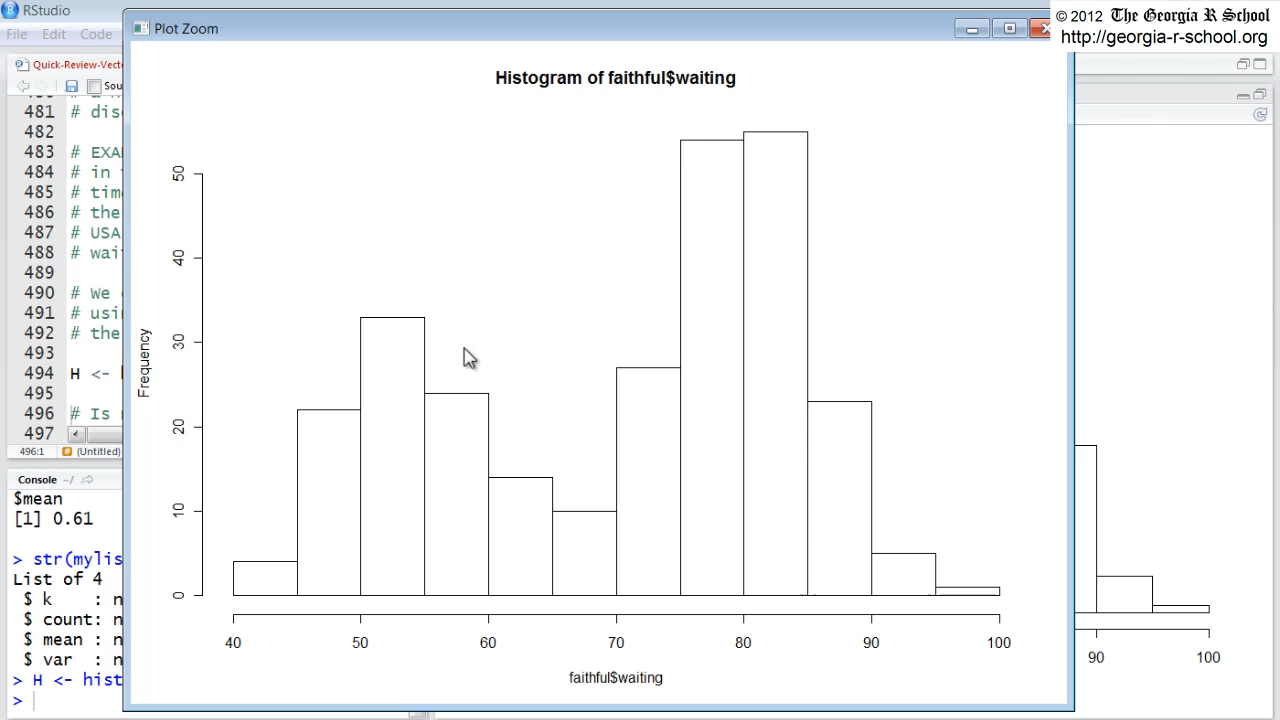 RStudio
Plot Zoom
© 2012 The Georgia R School
http://georgia-r-school.org
File Edit Code
Quick-Review-Vect
Sou
481 # dis
482
483 # EXA
484 # in
485 # tim
486 # the
487 # USA
488 # wai
489
490 # We
491 # usin
492 # the
493
494 H <-
495
496 # Is
497
496:1 (Untitled)
Console ~/
$mean
[1] 0.61
> str(mylis
List of 4
$ k : n
$ count: n
$ mean : n
$ var : n
> H <- hist
>
Histogram of faithful$waiting
Frequency
50
40
30
20
10
0
40 50 60 70 80 90 100
faithful$waiting
90 100